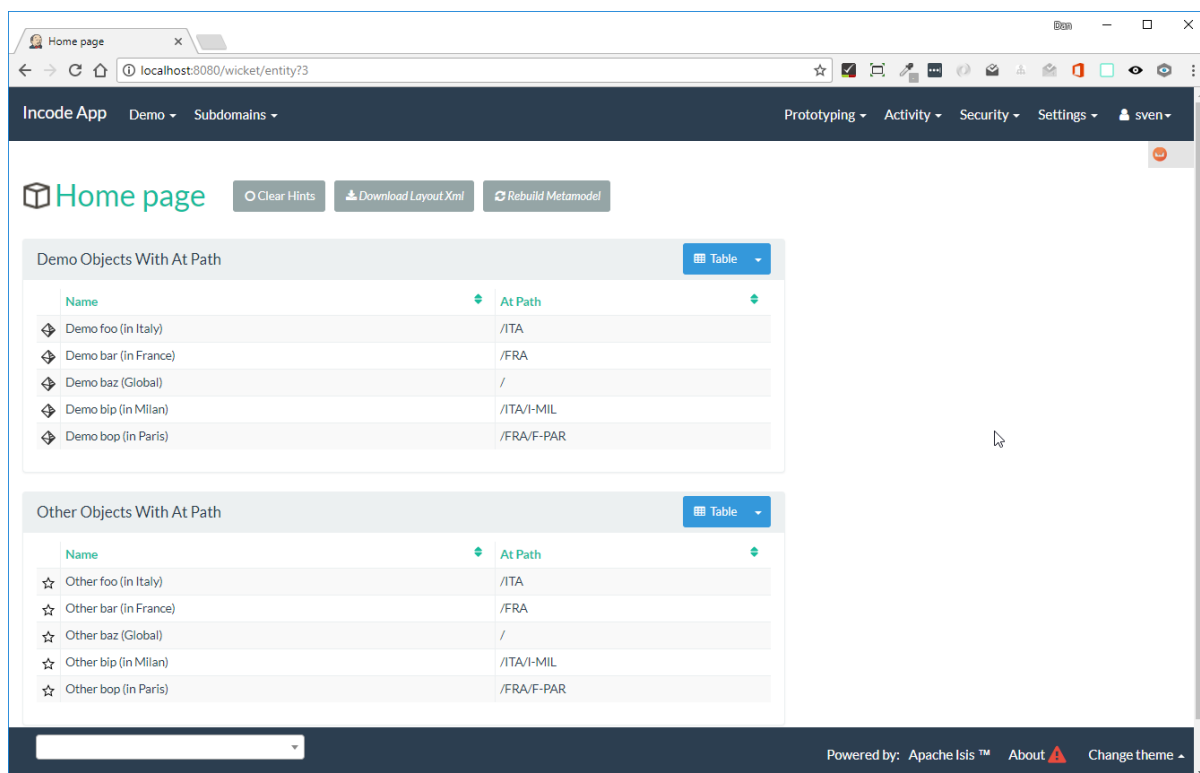 Dan
Home page
localhost:8080/wicket/entity?3
Incode App Demo Subdomains Prototyping Activity Security Settings sven
Home page Clear Hints Download Layout Xml Rebuild Metamodel
Demo Objects With At Path Table
Name At Path
Demo foo (in Italy) /ITA
Demo bar (in France) /FRA
Demo baz (Global) /
Demo bip (in Milan) /ITA/I-MIL
Demo bop (in Paris) /FRA/F-PAR
Other Objects With At Path Table
Name At Path
Other foo (in Italy) /ITA
Other bar (in France) /FRA
Other baz (Global) /
Other bip (in Milan) /ITA/I-MIL
Other bop (in Paris) /FRA/F-PAR
Powered by: Apache Isis ™ About Change theme